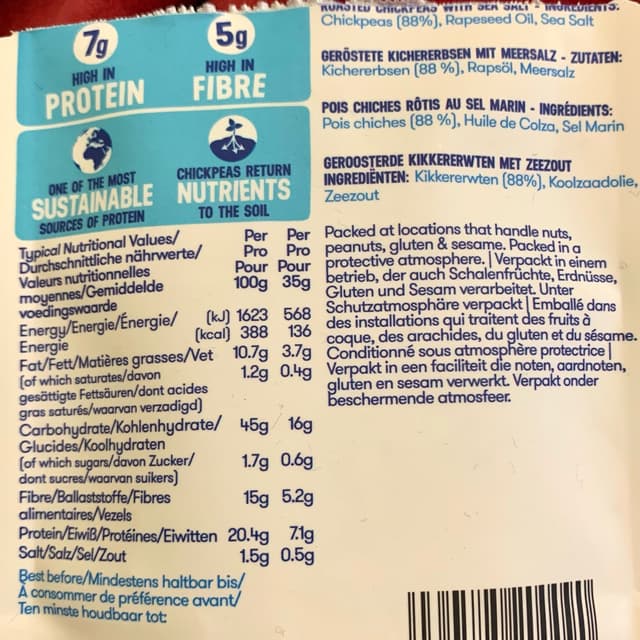 7g
HIGH IN
PROTEIN
5g
HIGH IN
FIBRE
ONE OF THE MOST
SUSTAINABLE
SOURCES OF PROTEIN
CHICKPEAS RETURN
NUTRIENTS
TO THE SOIL
ROASTED CHICKPEAS WITH SEA SALT - INGREDIENTS:
Chickpeas (88%), Rapeseed Oil, Sea Salt
GERÖSTETE KICHERERBSEN MIT MEERSALZ - ZUTATEN:
Kichererbsen (88 %), Rapsöl, Meersalz
POIS CHICHES RÔTIS AU SEL MARIN - INGRÉDIENTS:
Pois chiches (88 %), Huile de Colza, Sel Marin
GEROOSTERDE KIKKERERWTEN MET ZEEZOUT
INGREDIËNTEN: Kikkererwten (88%), Koolzaadolie,
Zeezout
Typical Nutritional Values/
Durchschnittliche nährwerte/
Valeurs nutritionnelles
moyennes/Gemiddelde
voedingswaarde
Per Per
Pro Pro
Pour Pour
100g 35g
Energy/Energie/Énergie/ (kJ) 1623 568
Energie (kcal) 388 136
Fat/Fett/Matières grasses/Vet 10.7g 3.7g
(of which saturates/davon 1.2g 0.4g
gesättigte Fettsäuren/dont acides
gras saturés/waarvan verzadigd)
Carbohydrate/Kohlenhydrate/ 45g 16g
Glucides/Koolhydraten
(of which sugars/davon Zucker/ 1.7g 0.6g
dont sucres/waarvan suikers)
Fibre/Ballaststoffe/Fibres 15g 5.2g
alimentaires/Vezels
Protein/Eiwiß/Protéines/Eiwitten 20.4g 7.1g
Salt/Salz/Sel/Zout 1.5g 0.5g
Best before/Mindestens haltbar bis/
À consommer de préférence avant/
Ten minste houdbaar tot:
Packed at locations that handle nuts,
peanuts, gluten & sesame. Packed in a
protective atmosphere. | Verpackt in einem
betrieb, der auch Schalenfrüchte, Erdnüsse,
Gluten und Sesam verarbeitet. Unter
Schutzatmosphäre verpackt | Emballé dans
des installations qui traitent des fruits à
coque, des arachides, du gluten et du sésame.
Conditionné sous atmosphère protectrice |
Verpakt in een faciliteit die noten, aardnoten,
gluten en sesam verwerkt. Verpakt onder
beschermende atmosfeer.